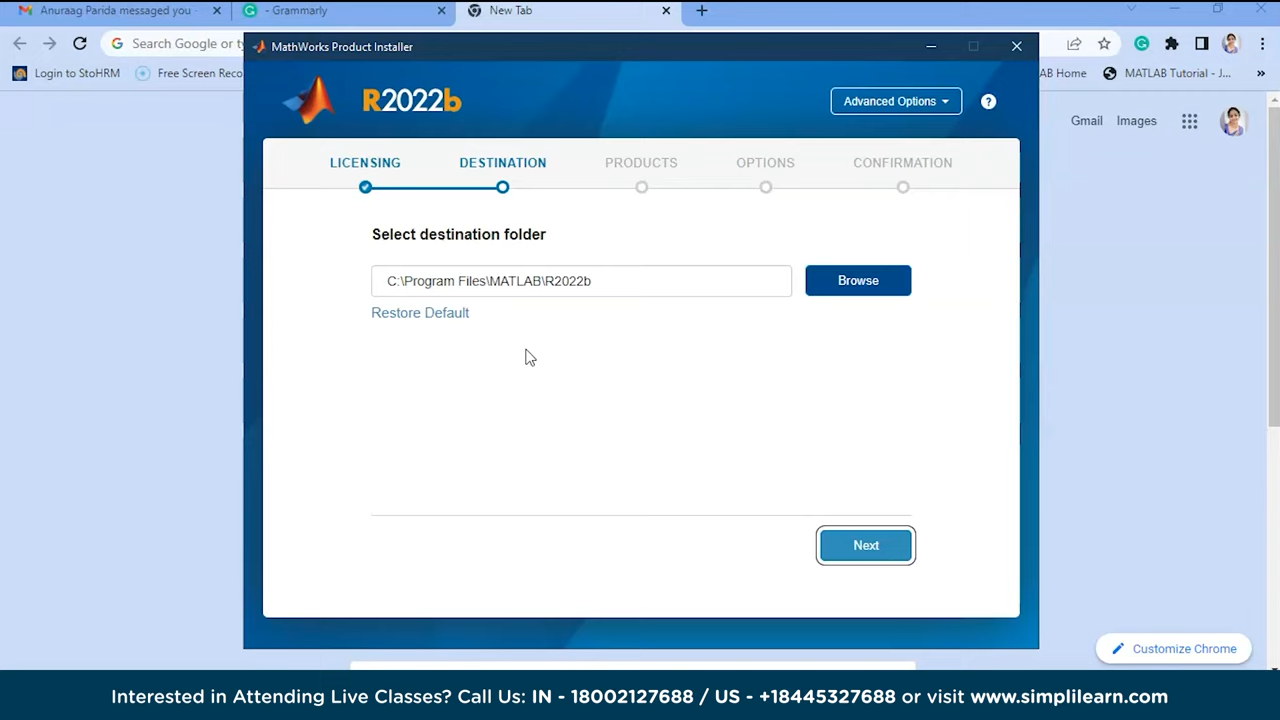 Anuraag Parida messaged you -
- Grammarly
New Tab
Search Google or ty
MathWorks Product Installer
Login to StoHRM
Free Screen Reco
AB Home
MATLAB Tutorial - J...
»
R2022b
Advanced Options
?
Gmail
Images
LICENSING
DESTINATION
PRODUCTS
OPTIONS
CONFIRMATION
Select destination folder
C:\Program Files\MATLAB\R2022b
Browse
Restore Default
Next
Customize Chrome
Interested in Attending Live Classes? Call Us: IN - 18002127688 / US - +18445327688 or visit www.simplilearn.com